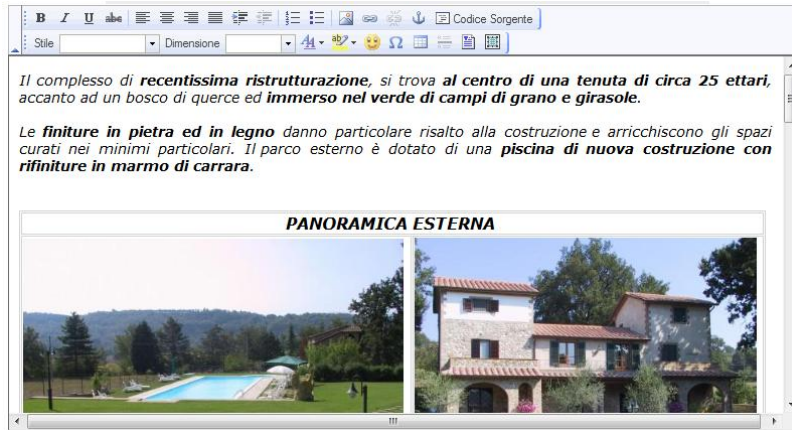 B I U abc Codice Sorgente
Stile Dimensione
Il complesso di recentissima ristrutturazione, si trova al centro di una tenuta di circa 25 ettari,
accanto ad un bosco di querce ed immerso nel verde di campi di grano e girasole.
Le finiture in pietra ed in legno danno particolare risalto alla costruzione e arricchiscono gli spazi
curati nei minimi particolari. Il parco esterno è dotato di una piscina di nuova costruzione con
rifiniture in marmo di carrara.
PANORAMICA ESTERNA